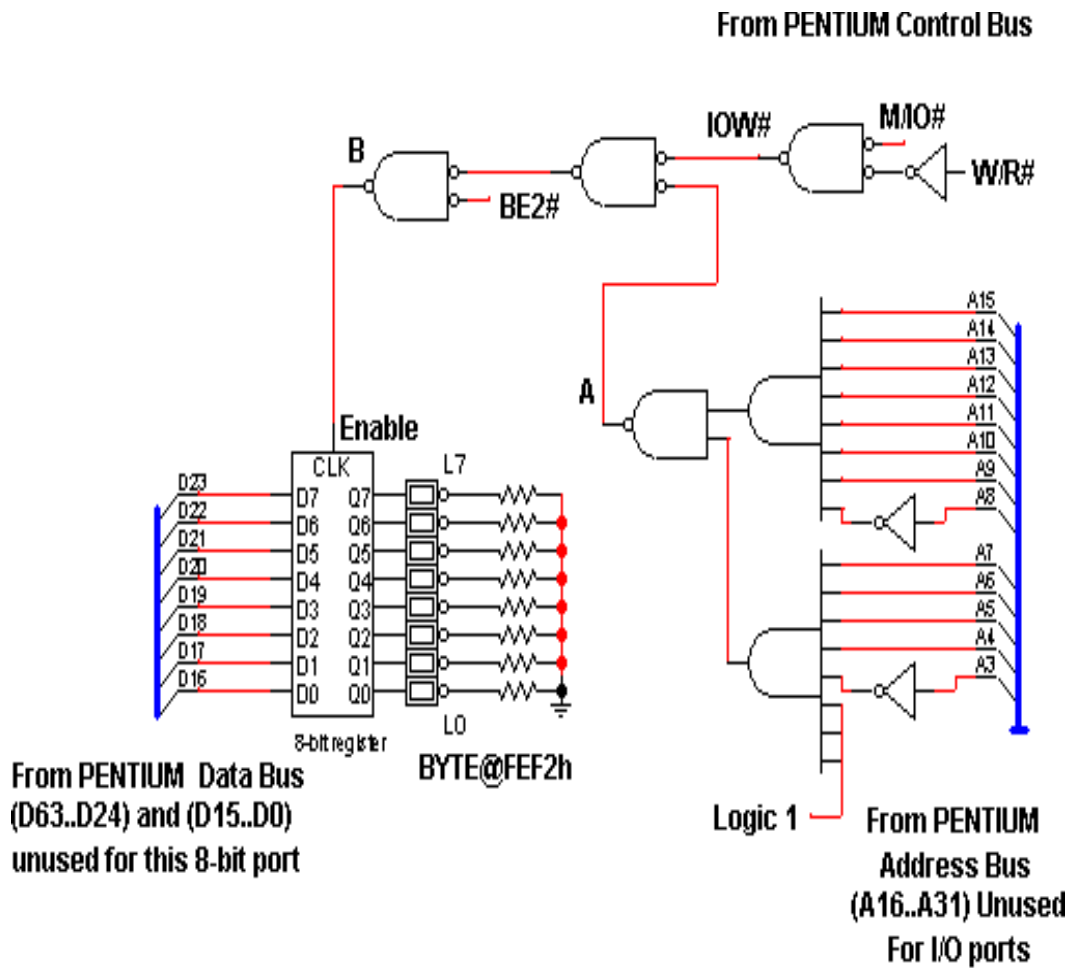 From PENTIUM Control Bus
M/IO#
IOW#
B
W/R#
BE2#
A15
A14
A13
A12
A11
A10
A9
A8
A
Enable
CLK
L7
D23
D7 Q7
D22
D6 Q6
D21
D5 Q5
D20
D4 Q4
D19
D3 Q3
D18
D2 Q2
D17
D1 Q1
D16
D0 Q0
A7
A6
A5
A4
A3
L0
8-bit register
BYTE@FEF2h
From PENTIUM Data Bus
(D63..D24) and (D15..D0)
unused for this 8-bit port
Logic 1
From PENTIUM
Address Bus
(A16..A31) Unused
For I/O ports